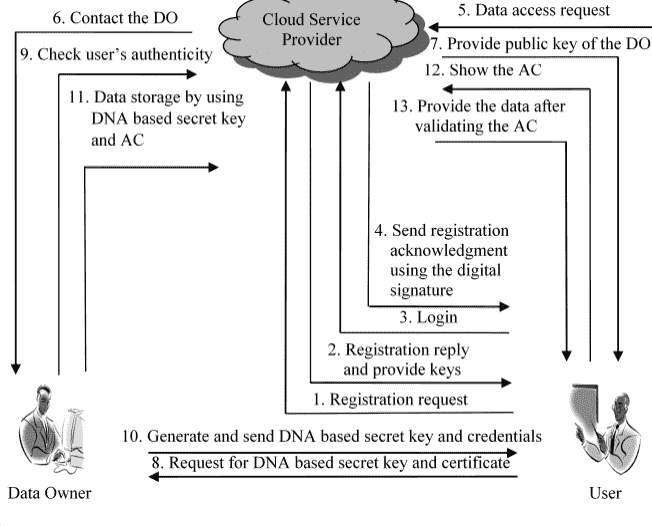 6. Contact the DO
9. Check user's authenticity
11. Data storage by using
DNA based secret key
and AC
Cloud Service
Provider
5. Data access request
7. Provide public key of the DO
12. Show the AC
13. Provide the data after
validating the AC
4. Send registration
acknowledgment
using the digital
signature
3. Login
2. Registration reply
and provide keys
1. Registration request
10. Generate and send DNA based secret key and credentials
8. Request for DNA based secret key and certificate
Data Owner
User